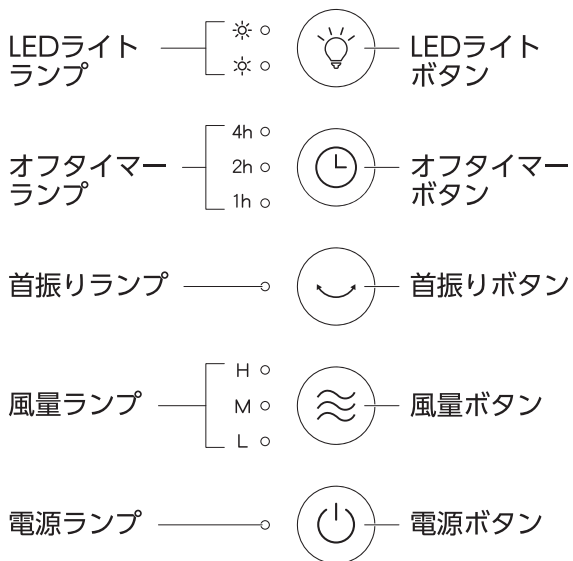 LEDライト
ランプ
LEDライト
ボタン
4h
オフタイマー
ランプ
2h
1h
オフタイマー
ボタン
首振りランプ
首振りボタン
H
風量ランプ
M
L
風量ボタン
電源ランプ
電源ボタン